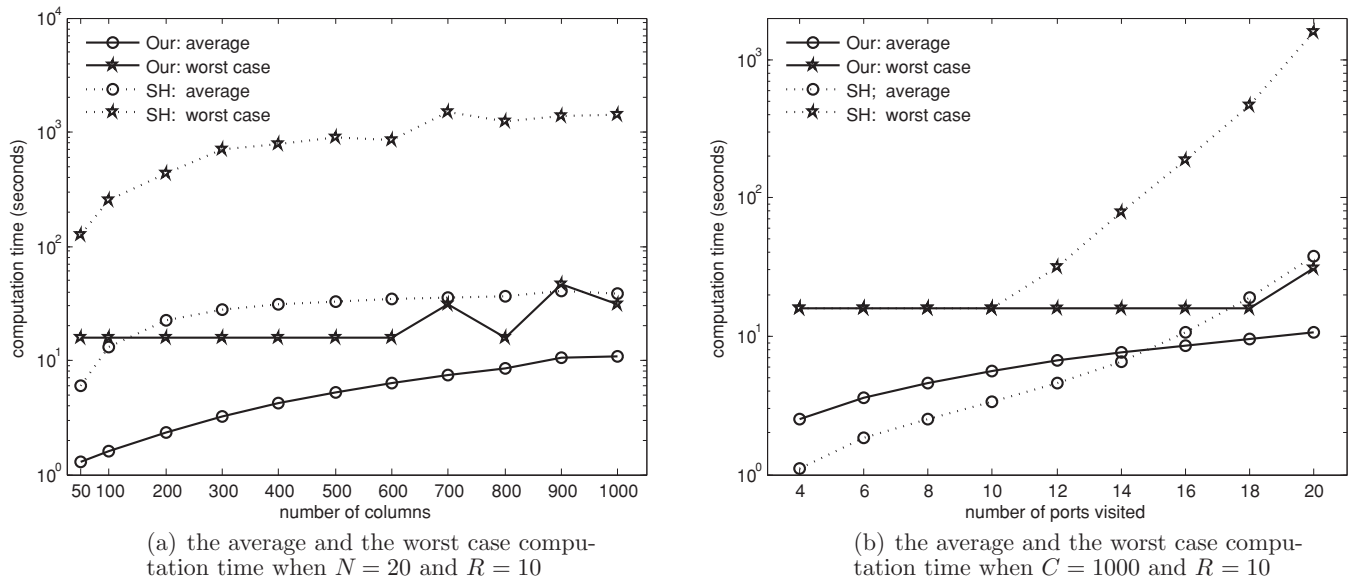 10^4
10^3
10^2
10^1
10^0
computation time (seconds)
Our: average
Our: worst case
SH: average
SH: worst case
50 100 200 300 400 500 600 700 800 900 1000
number of columns
(a) the average and the worst case compu-
tation time when N = 20 and R = 10
10^3
10^2
10^1
10^0
computation time (seconds)
Our: average
Our: worst case
SH; average
SH: worst case
4 6 8 10 12 14 16 18 20
number of ports visited
(b) the average and the worst case compu-
tation time when C = 1000 and R = 10